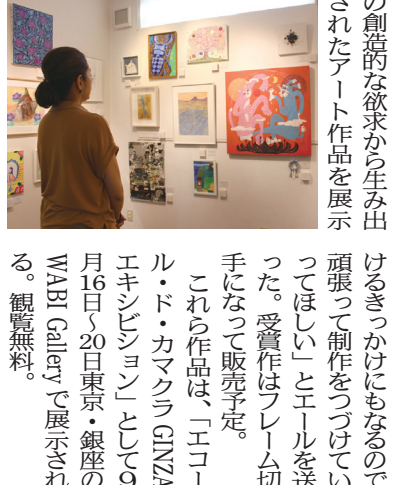 の創造的な欲求から生み出
されたアート作品を展示
けるきっかけにもなるので
頑張って制作をつづけてい
ってほしい」とエールを送
った。受賞作はフレーム切
手になって販売予定。
これら作品は、「エコー
ル・ド・カマクラ GINZA
エキシビション」として9
月16日～20日東京・銀座の
WABI Gallery で展示され
る。観覧無料。